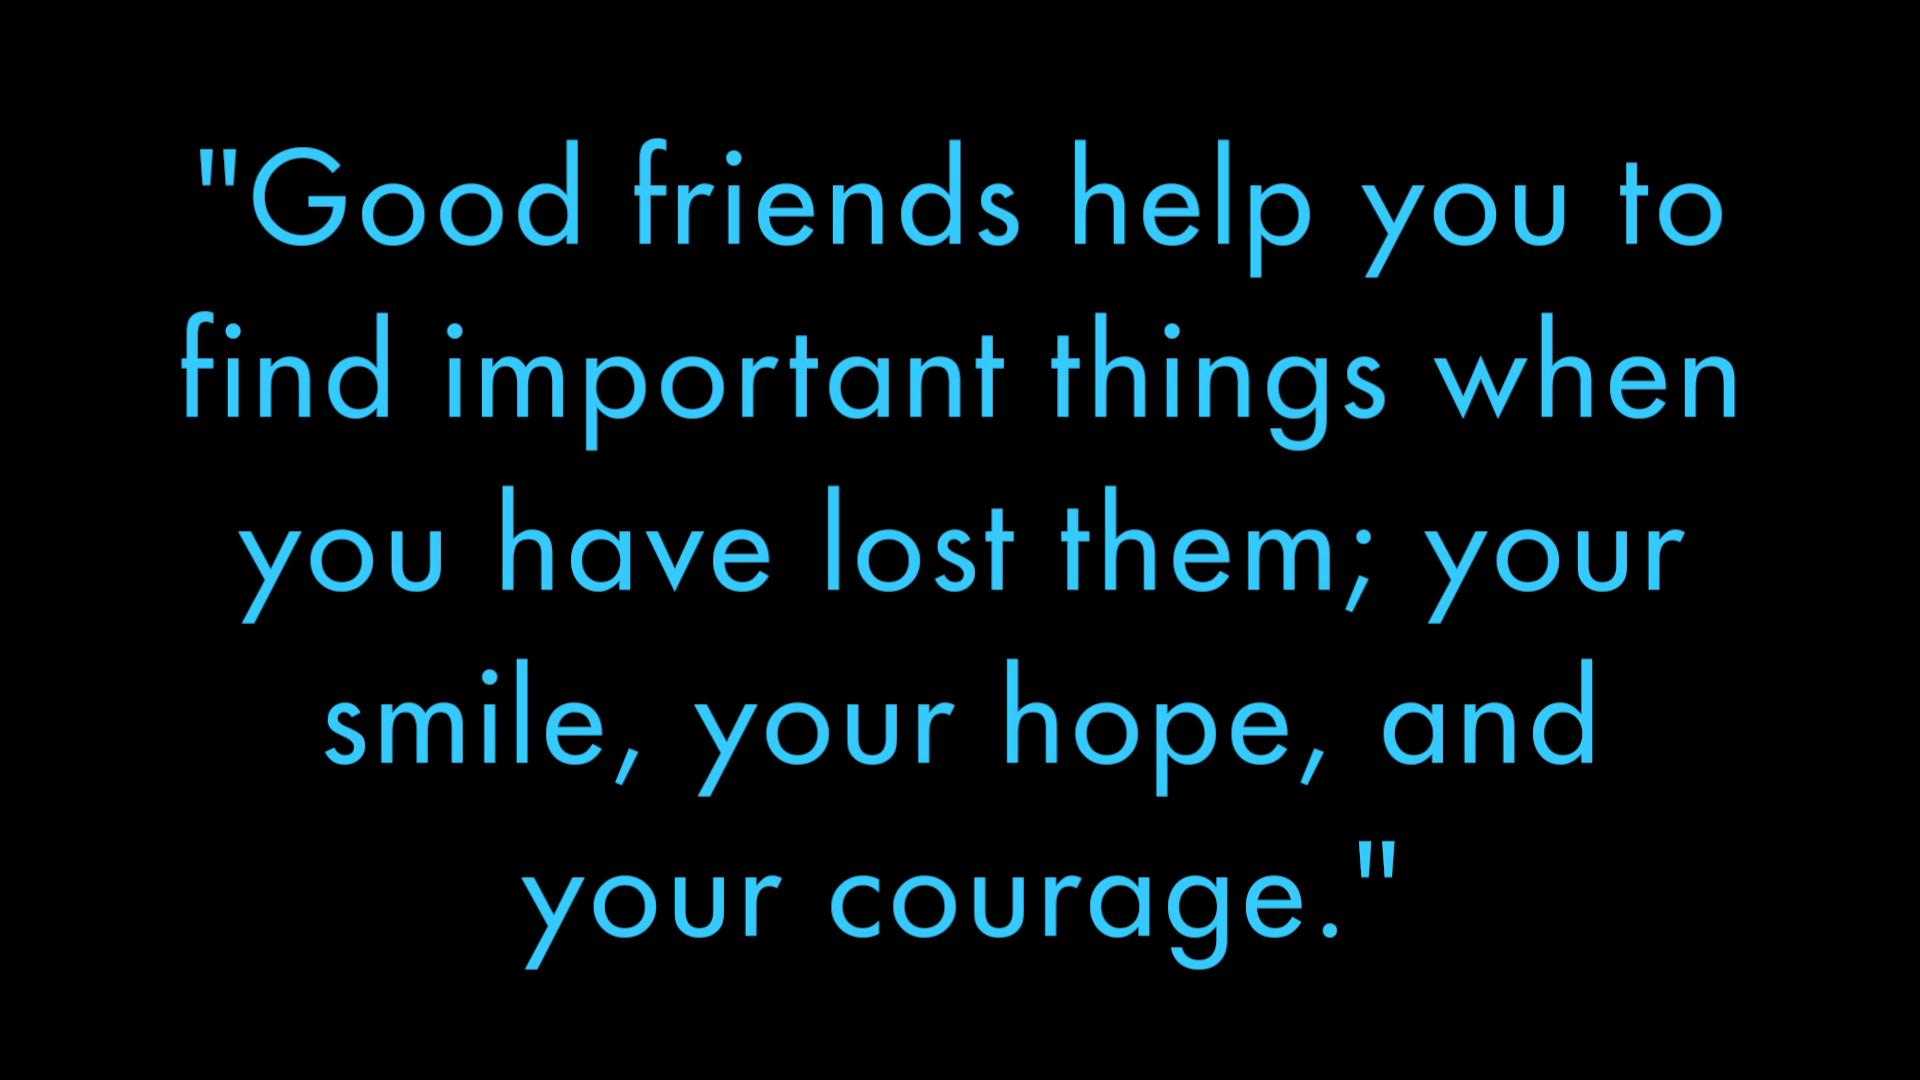 "Good friends help you to
find important things when
you have lost them; your
smile, your hope, and
your courage."